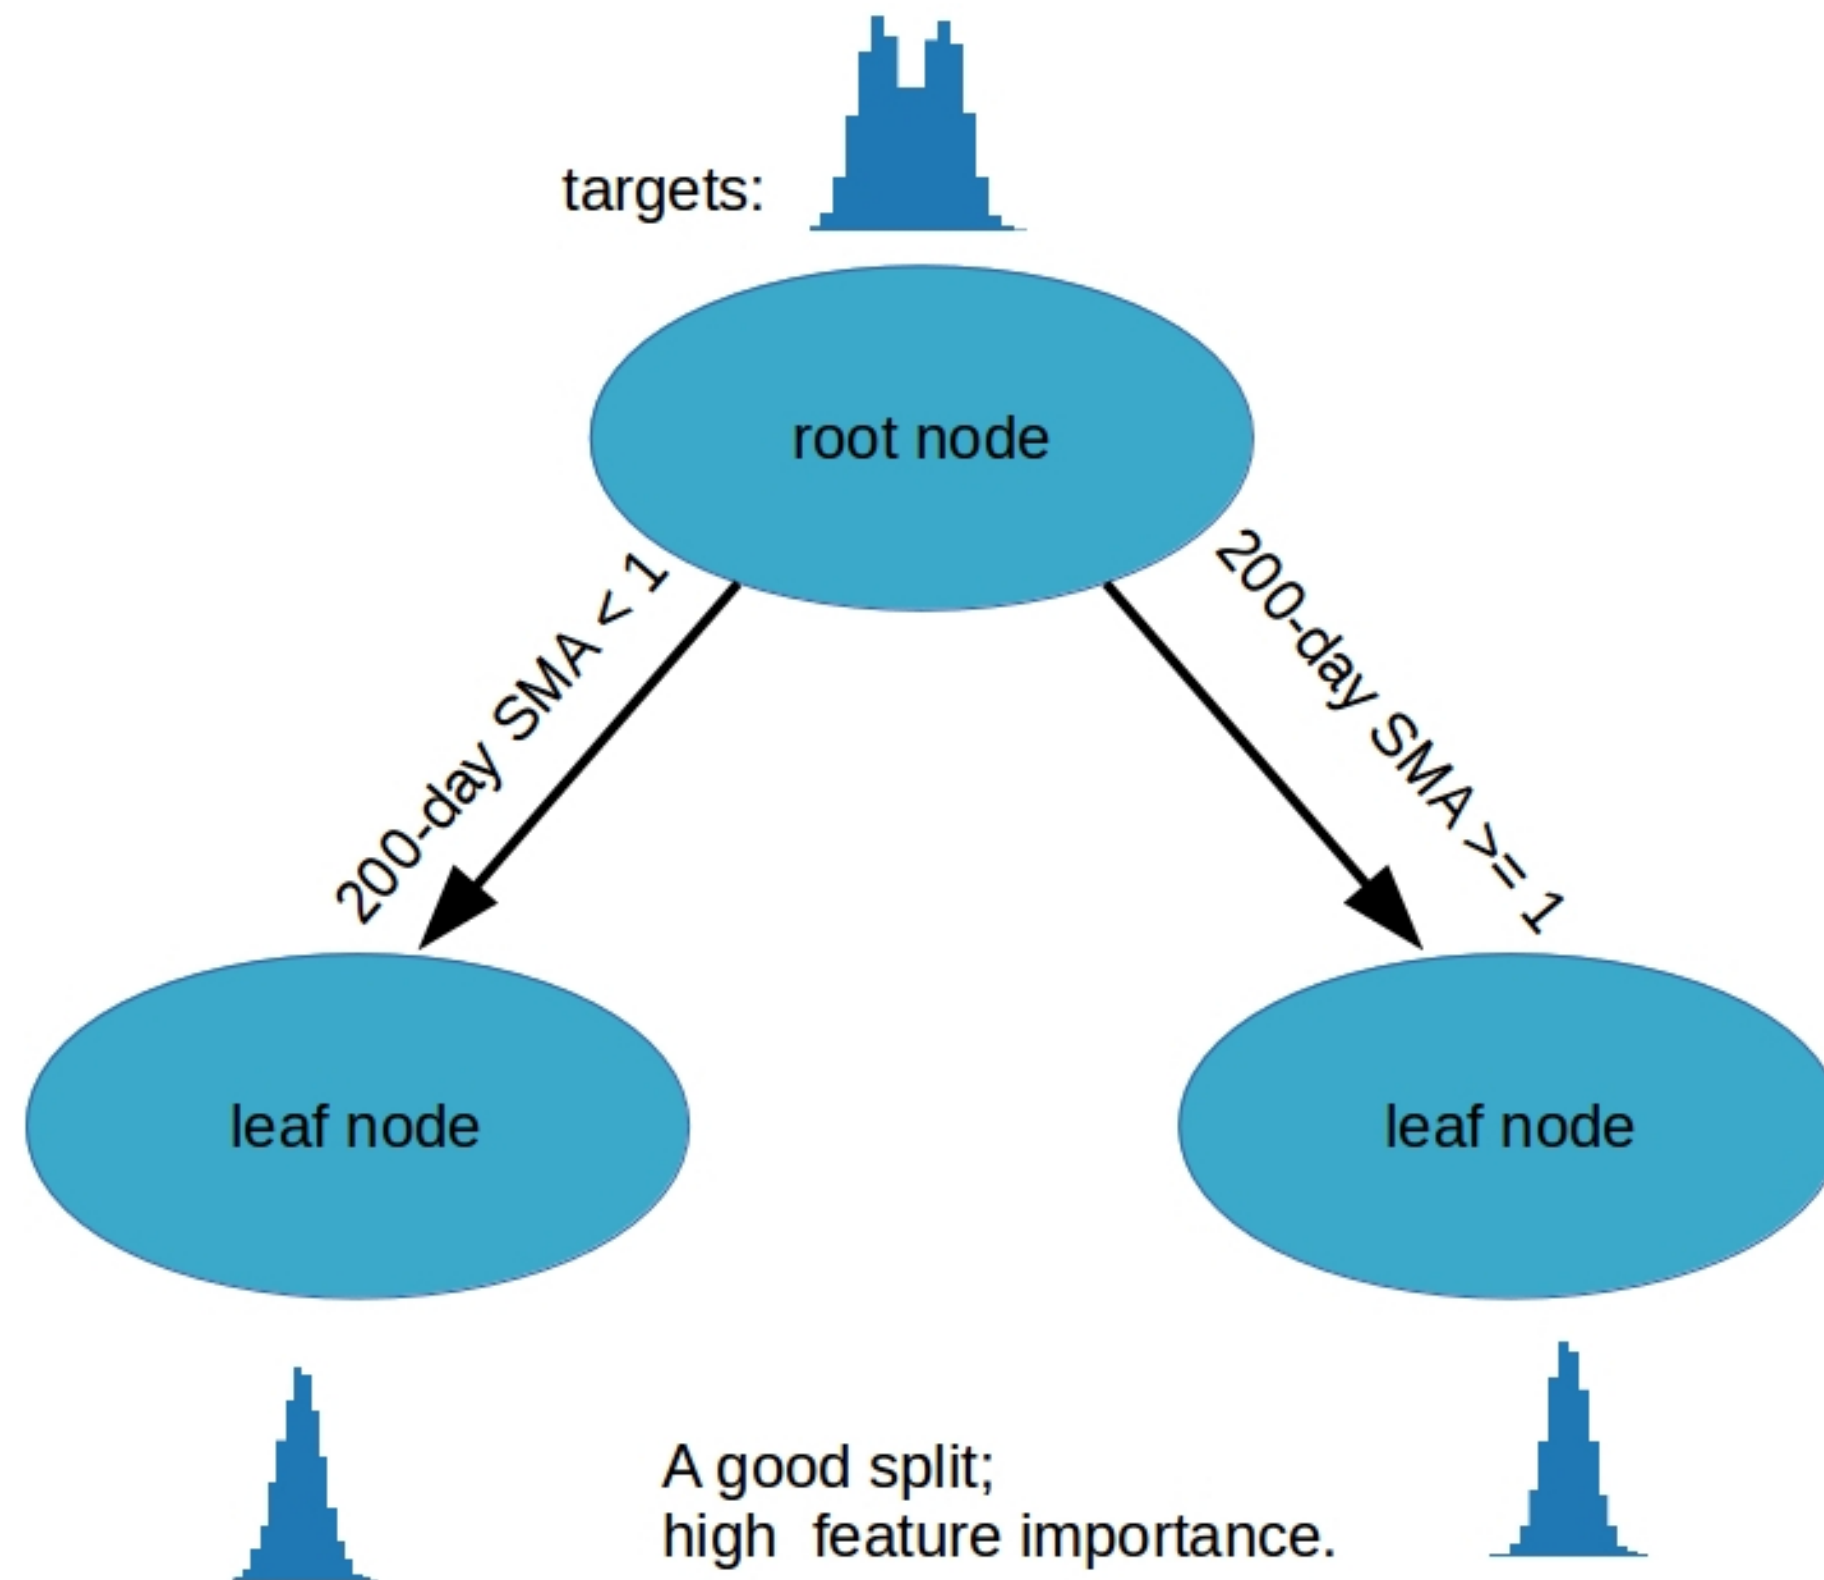 targets:
root node
200-day SMA < 1
200-day SMA >= 1
leaf node
leaf node
A good split;
high  feature importance.